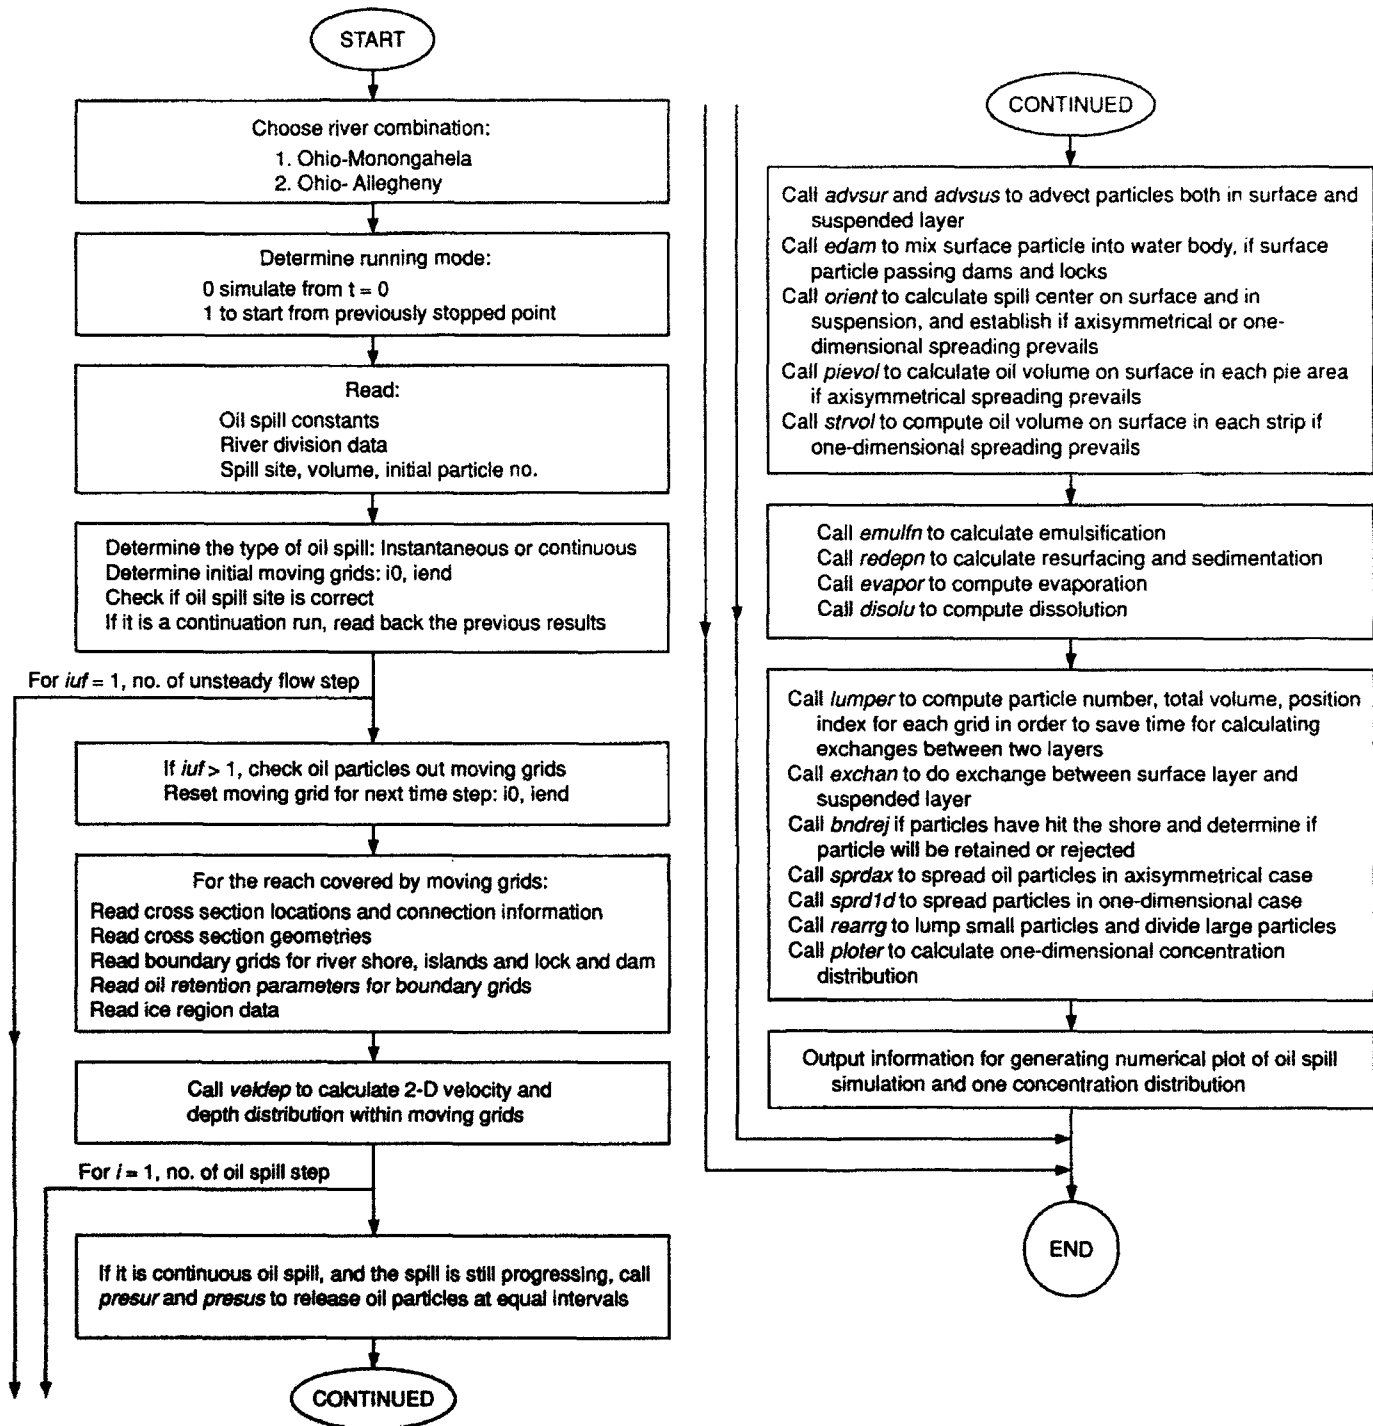 START
Choose river combination:
1. Ohio-Monongahela
2. Ohio- Allegheny
Determine running mode:
0 simulate from t = 0
1 to start from previously stopped point
Read:
Oil spill constants
River division data
Spill site, volume, initial particle no.
Determine the type of oil spill: Instantaneous or continuous
Determine initial moving grids: i0, iend
Check if oil spill site is correct
If it is a continuation run, read back the previous results
For iuf = 1, no. of unsteady flow step
If iuf > 1, check oil particles out moving grids
Reset moving grid for next time step: i0, iend
For the reach covered by moving grids:
Read cross section locations and connection information
Read cross section geometries
Read boundary grids for river shore, islands and lock and dam
Read oil retention parameters for boundary grids
Read ice region data
Call veldep to calculate 2-D velocity and
depth distribution within moving grids
For i = 1, no. of oil spill step
If it is continuous oil spill, and the spill is still progressing, call
presur and presus to release oil particles at equal intervals
CONTINUED
CONTINUED
Call advsur and advsus to advect particles both in surface and
suspended layer
Call edam to mix surface particle into water body, if surface
particle passing dams and locks
Call orient to calculate spill center on surface and in
suspension, and establish if axisymmetrical or one-
dimensional spreading prevails
Call pievol to calculate oil volume on surface in each pie area
if axisymmetrical spreading prevails
Call strvol to compute oil volume on surface in each strip if
one-dimensional spreading prevails
Call emulfn to calculate emulsification
Call redepn to calculate resurfacing and sedimentation
Call evapor to compute evaporation
Call disolu to compute dissolution
Call lumper to compute particle number, total volume, position
index for each grid in order to save time for calculating
exchanges between two layers
Call exchan to do exchange between surface layer and
suspended layer
Call bndrej if particles have hit the shore and determine if
particle will be retained or rejected
Call sprdax to spread oil particles in axisymmetrical case
Call sprd1d to spread particles in one-dimensional case
Call rearrg to lump small particles and divide large particles
Call ploter to calculate one-dimensional concentration
distribution
Output information for generating numerical plot of oil spill
simulation and one concentration distribution
END